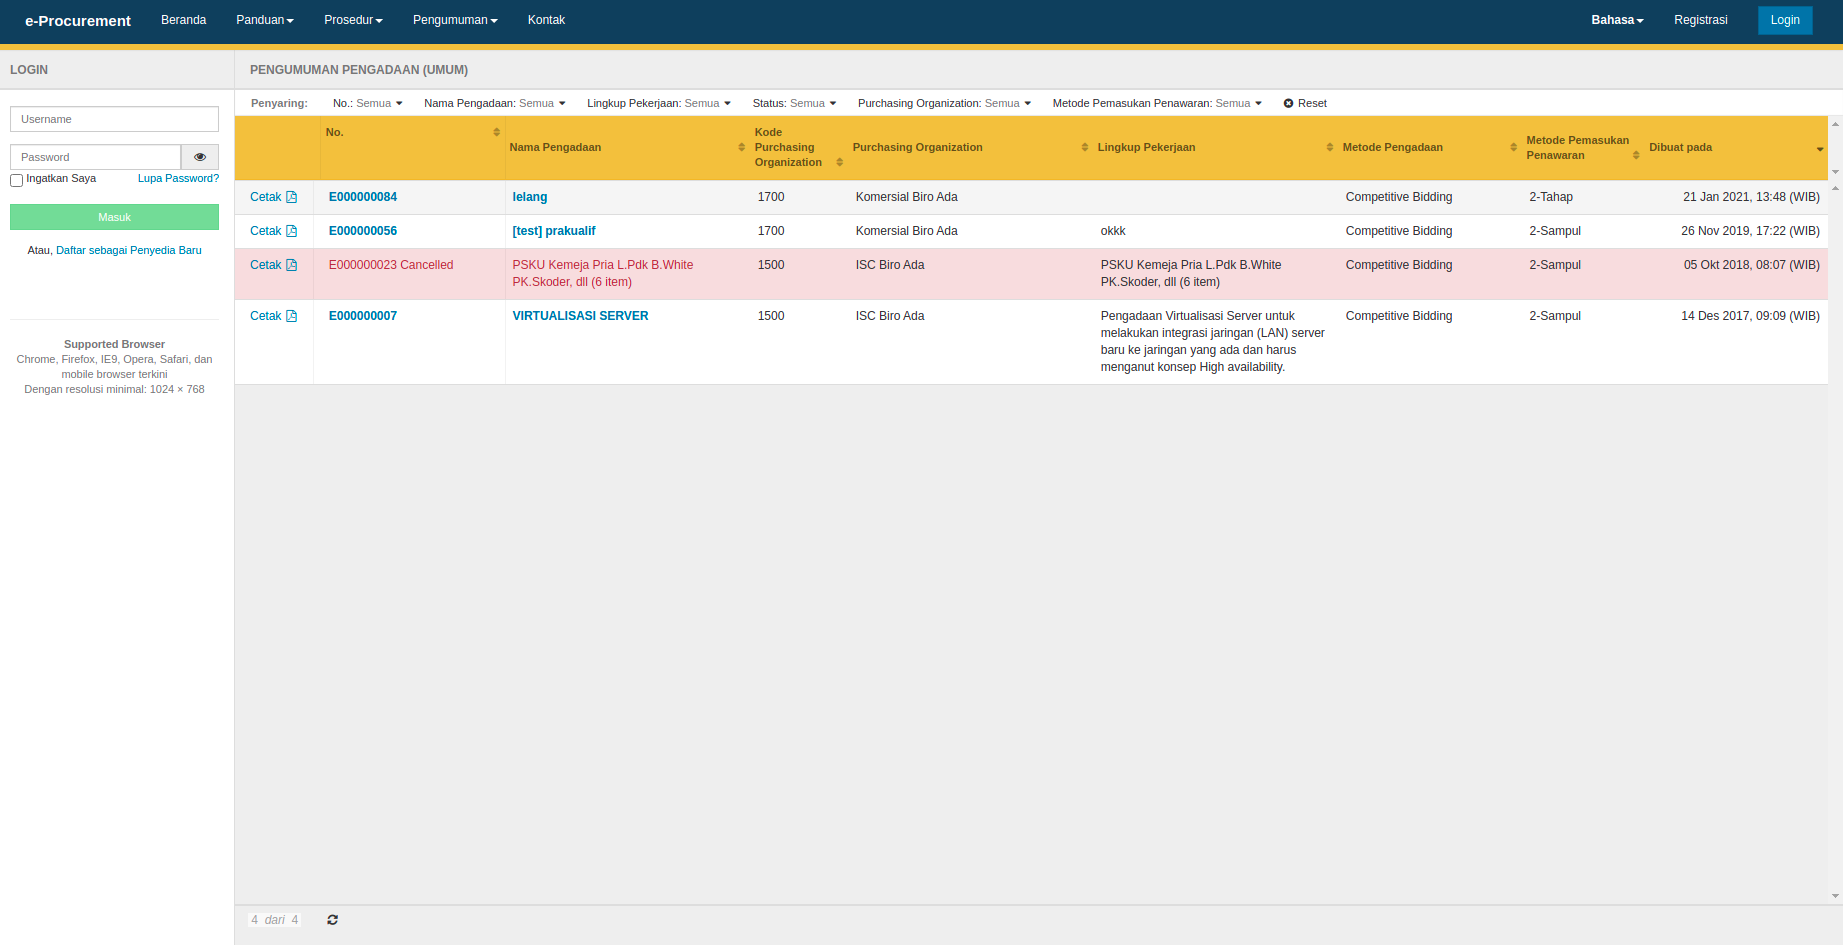 e-Procurement Beranda Panduan Prosedur Pengumuman Kontak Bahasa Registrasi Login
LOGIN
Username
Password
Ingatkan Saya Lupa Password?
Masuk
Atau, Daftar sebagai Penyedia Baru
Supported Browser
Chrome, Firefox, IE9, Opera, Safari, dan
mobile browser terkini
Dengan resolusi minimal: 1024 × 768
PENGUMUMAN PENGADAAN (UMUM)
Penyaring: No.: Semua Nama Pengadaan: Semua Lingkup Pekerjaan: Semua Status: Semua Purchasing Organization: Semua Metode Pemasukan Penawaran: Semua Reset
No.
Nama Pengadaan
Kode
Purchasing
Organization
Purchasing Organization
Lingkup Pekerjaan
Metode Pengadaan
Metode Pemasukan
Penawaran
Dibuat pada
Cetak E000000084 lelang 1700 Komersial Biro Ada Competitive Bidding 2-Tahap 21 Jan 2021, 13:48 (WIB)
Cetak E000000056 [test] prakualif 1700 Komersial Biro Ada okkk Competitive Bidding 2-Sampul 26 Nov 2019, 17:22 (WIB)
Cetak E000000023 Cancelled PSKU Kemeja Pria L.Pdk B.White 1500 ISC Biro Ada PSKU Kemeja Pria L.Pdk B.White Competitive Bidding 2-Sampul 05 Okt 2018, 08:07 (WIB)
PK.Skoder, dll (6 item) PK.Skoder, dll (6 item)
Cetak E000000007 VIRTUALISASI SERVER 1500 ISC Biro Ada Pengadaan Virtualisasi Server untuk Competitive Bidding 2-Sampul 14 Des 2017, 09:09 (WIB)
melakukan integrasi jaringan (LAN) server
baru ke jaringan yang ada dan harus
menganut konsep High availability.
4 dari 4